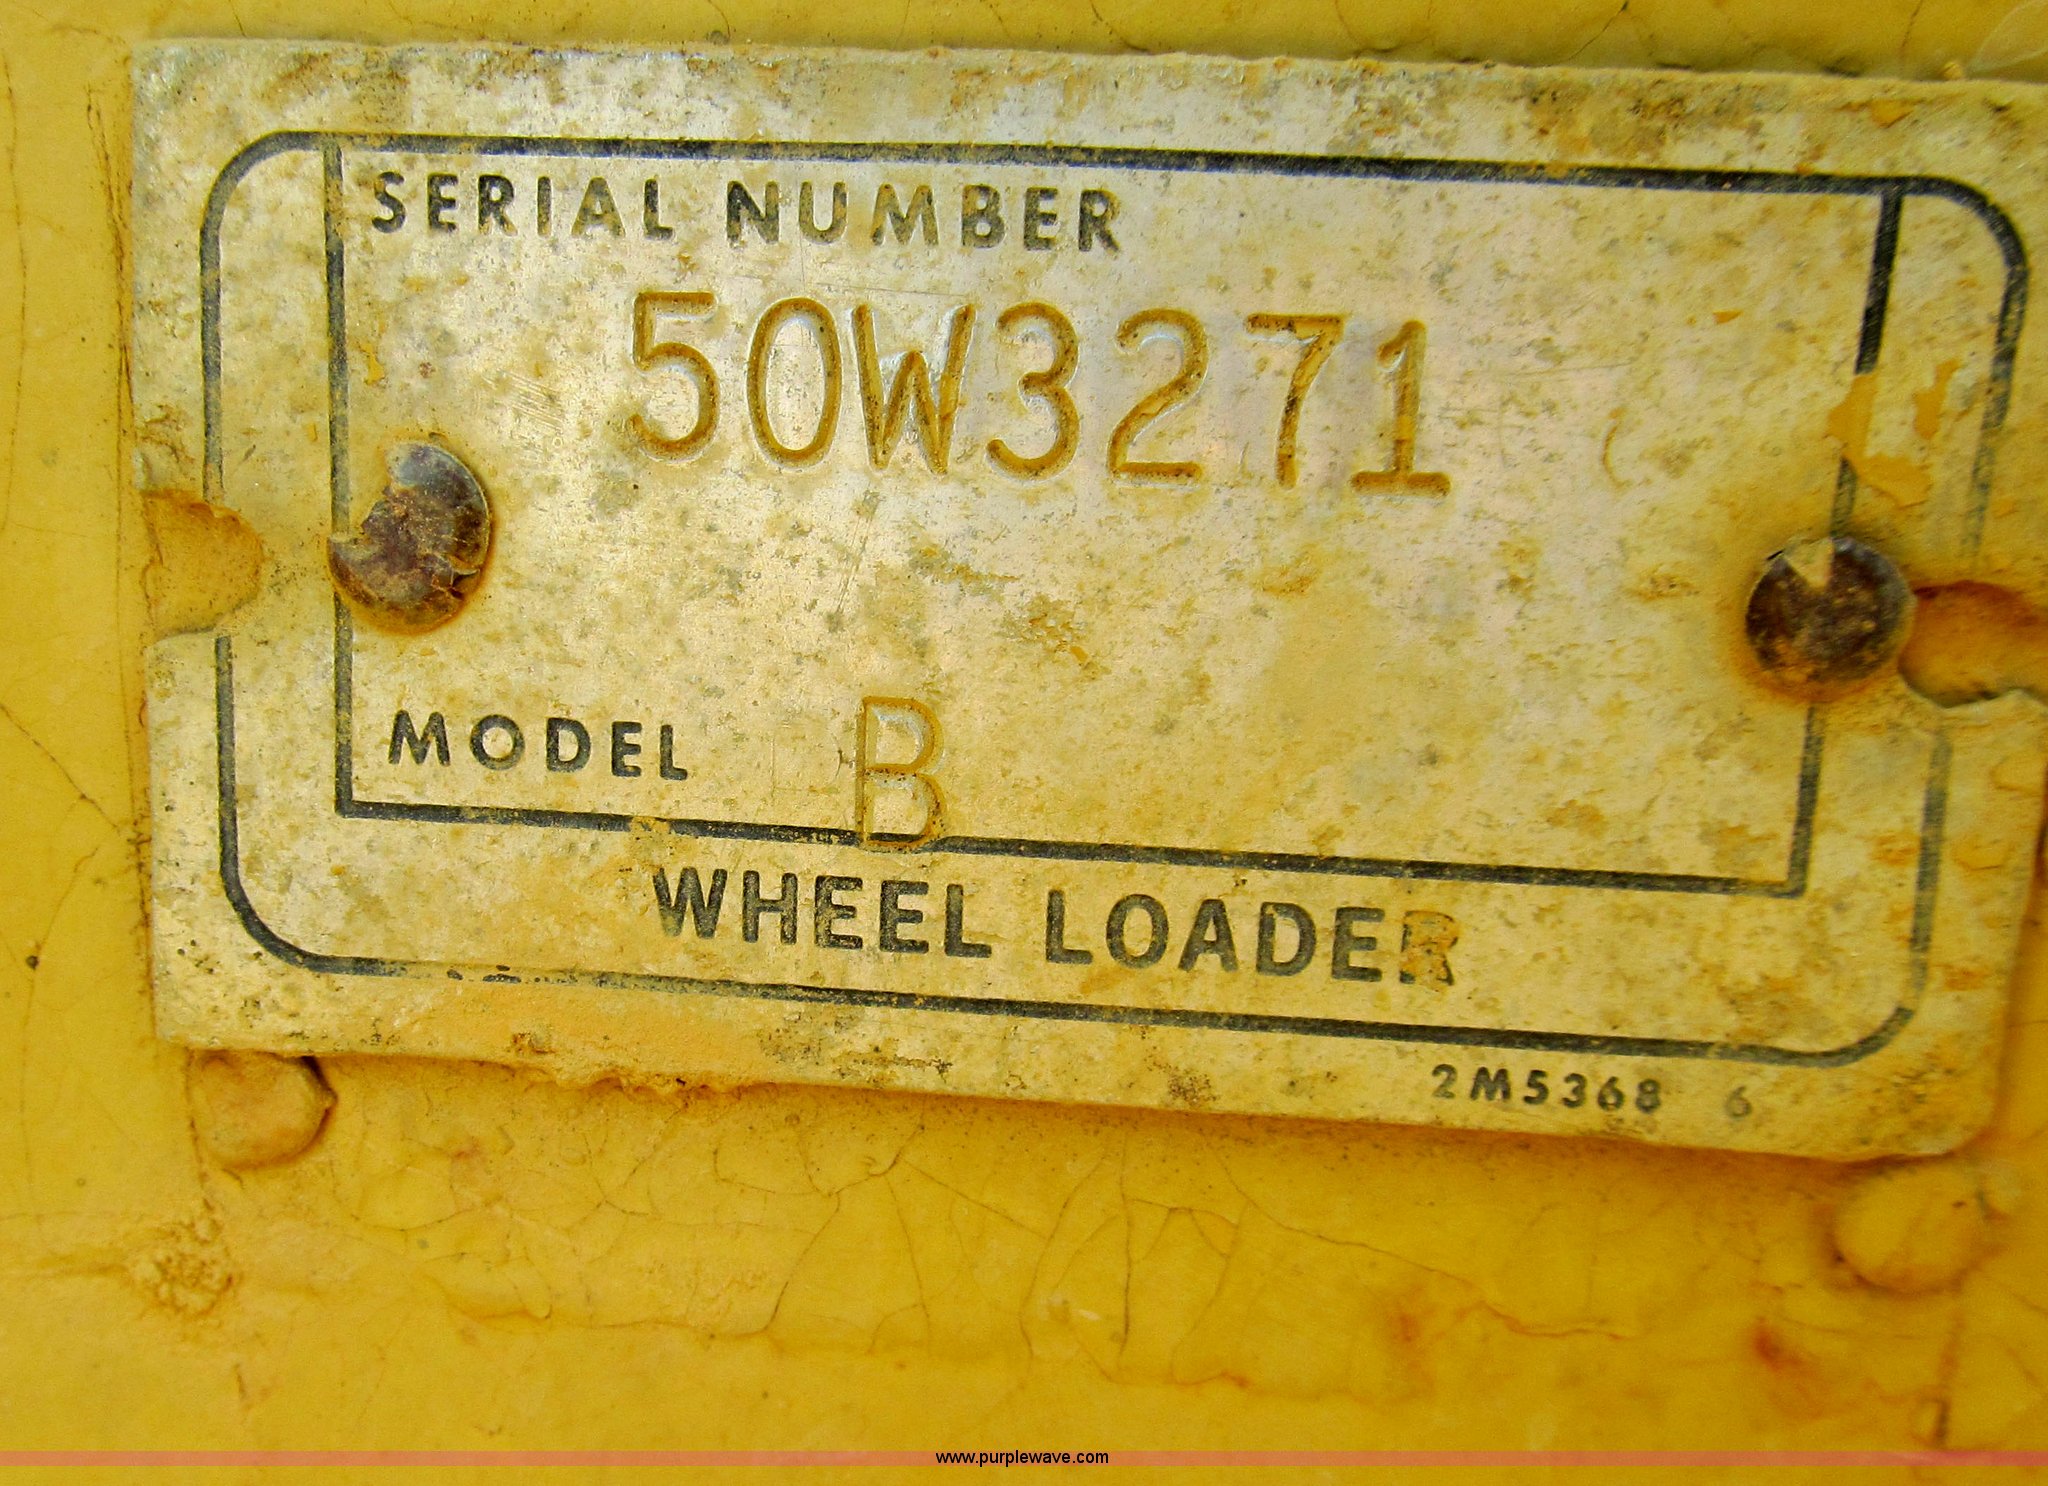 SERIAL NUMBER
50W3271
MODEL B
WHEEL LOADER
2M5368 6
www.purplewave.com